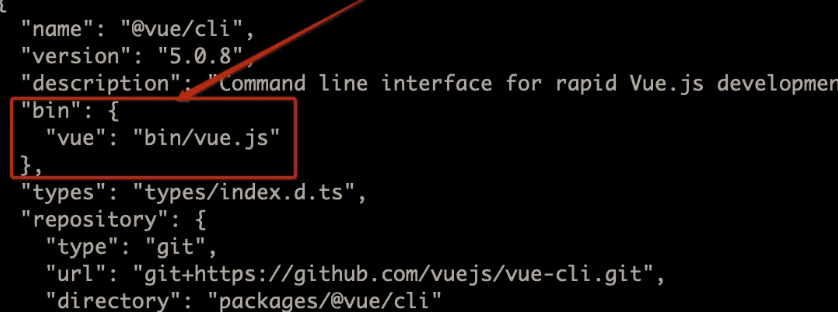 {
"name": "@vue/cli",
"version": "5.0.8",
"description": "Command line interface for rapid Vue.js developmen
"bin": {
"vue": "bin/vue.js"
},
"types": "types/index.d.ts",
"repository": {
"type": "git",
"url": "git+https://github.com/vuejs/vue-cli.git",
"directory": "packages/@vue/cli"